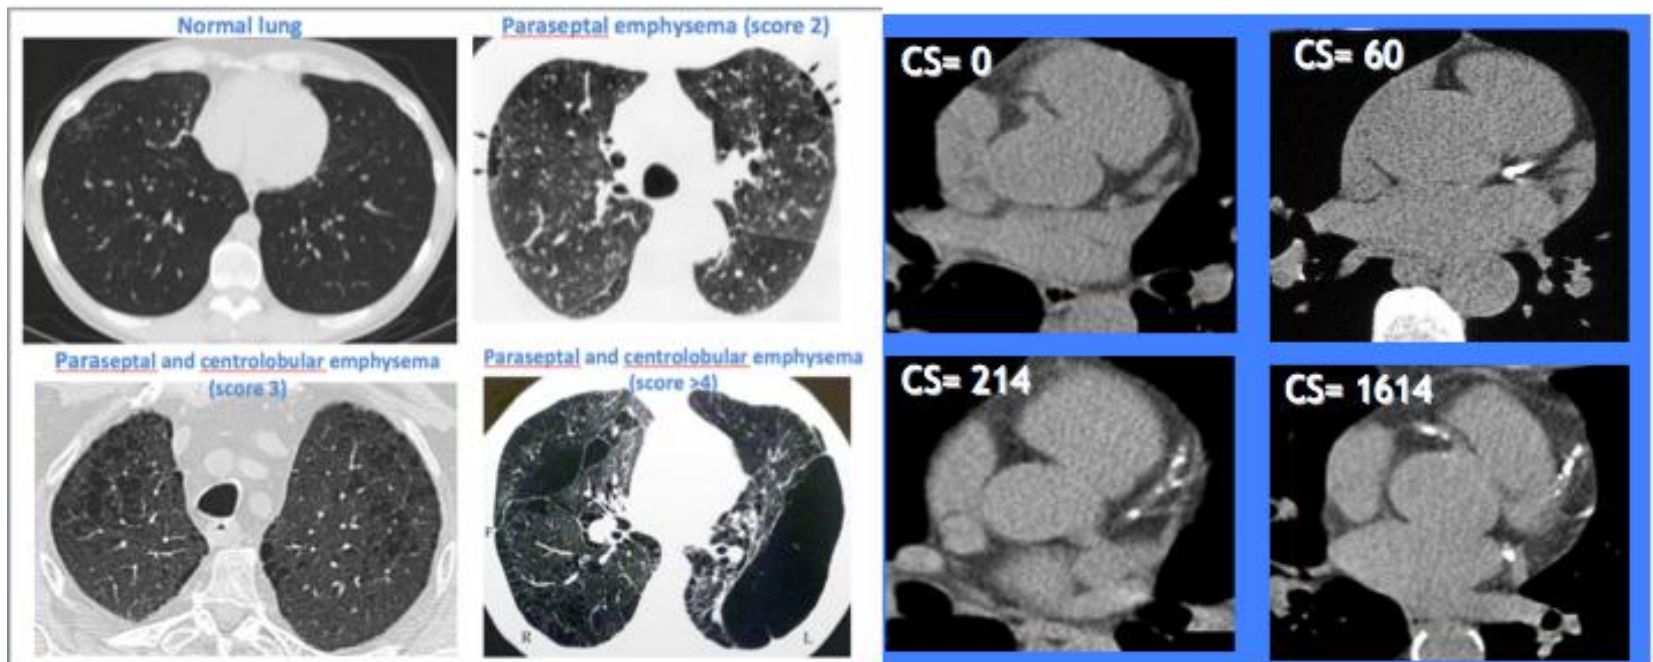 Normal lung
Paraseptal emphysema (score 2)
CS= 0
CS= 60
Paraseptal and centrolobular emphysema
(score 3)
Paraseptal and centrolobular emphysema
(score >4)
CS= 214
CS= 1614
R
L